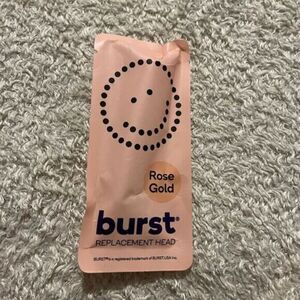 Rose
Gold
burst®
REPLACEMENT HEAD
BURST® is a registered trademark of BURST USA Inc.